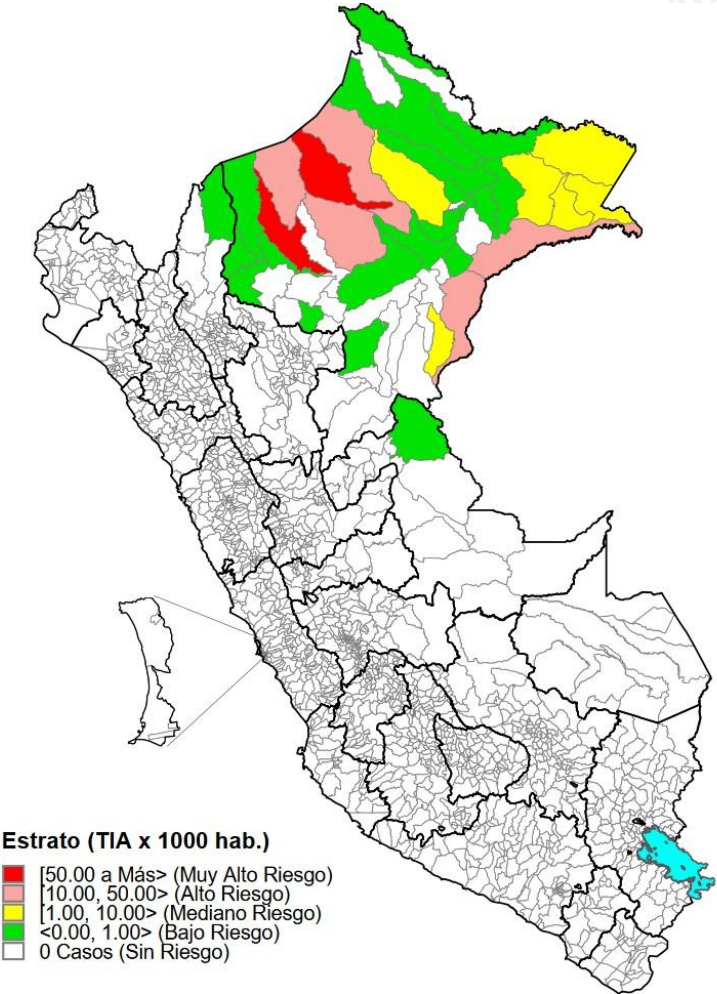 Estrato (TIA x 1000 hab.)
[50.00 a Más> (Muy Alto Riesgo)
[10.00, 50.00> (Alto Riesgo)
[1.00, 10.00> (Mediano Riesgo)
<0.00, 1.00> (Bajo Riesgo)
0 Casos (Sin Riesgo)